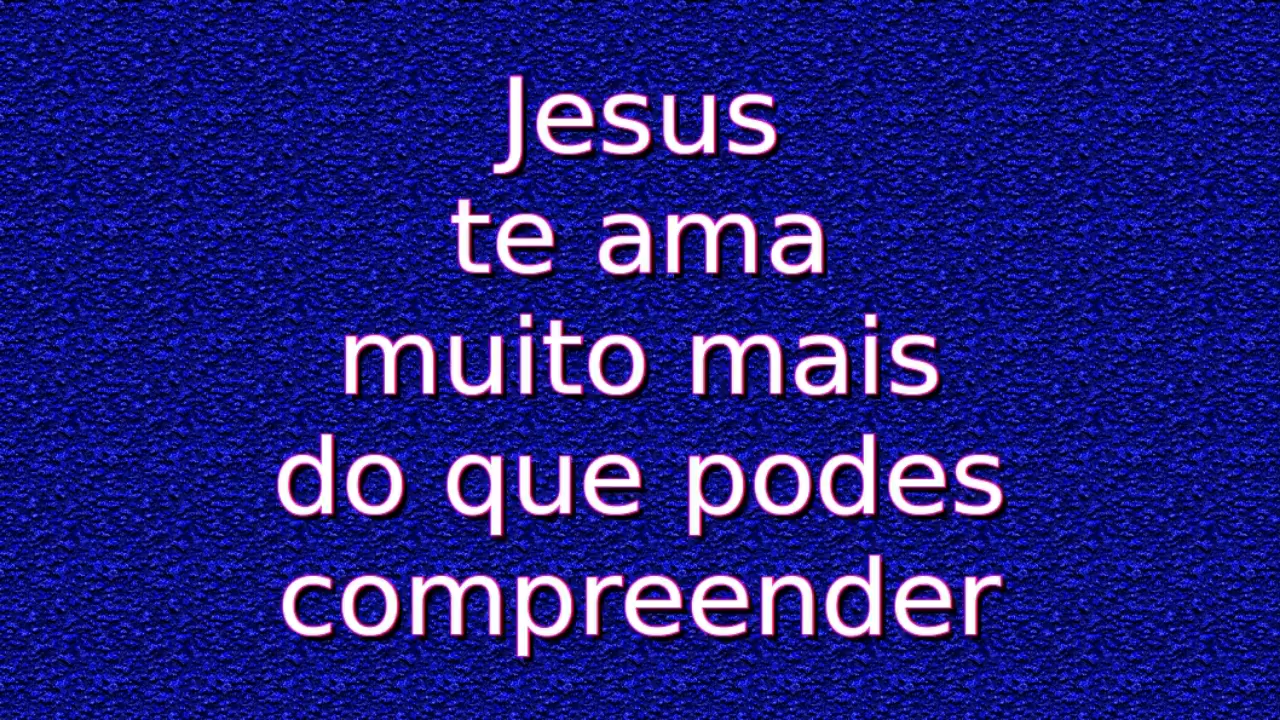 Jesus
te ama
muito mais
do que podes
compreender